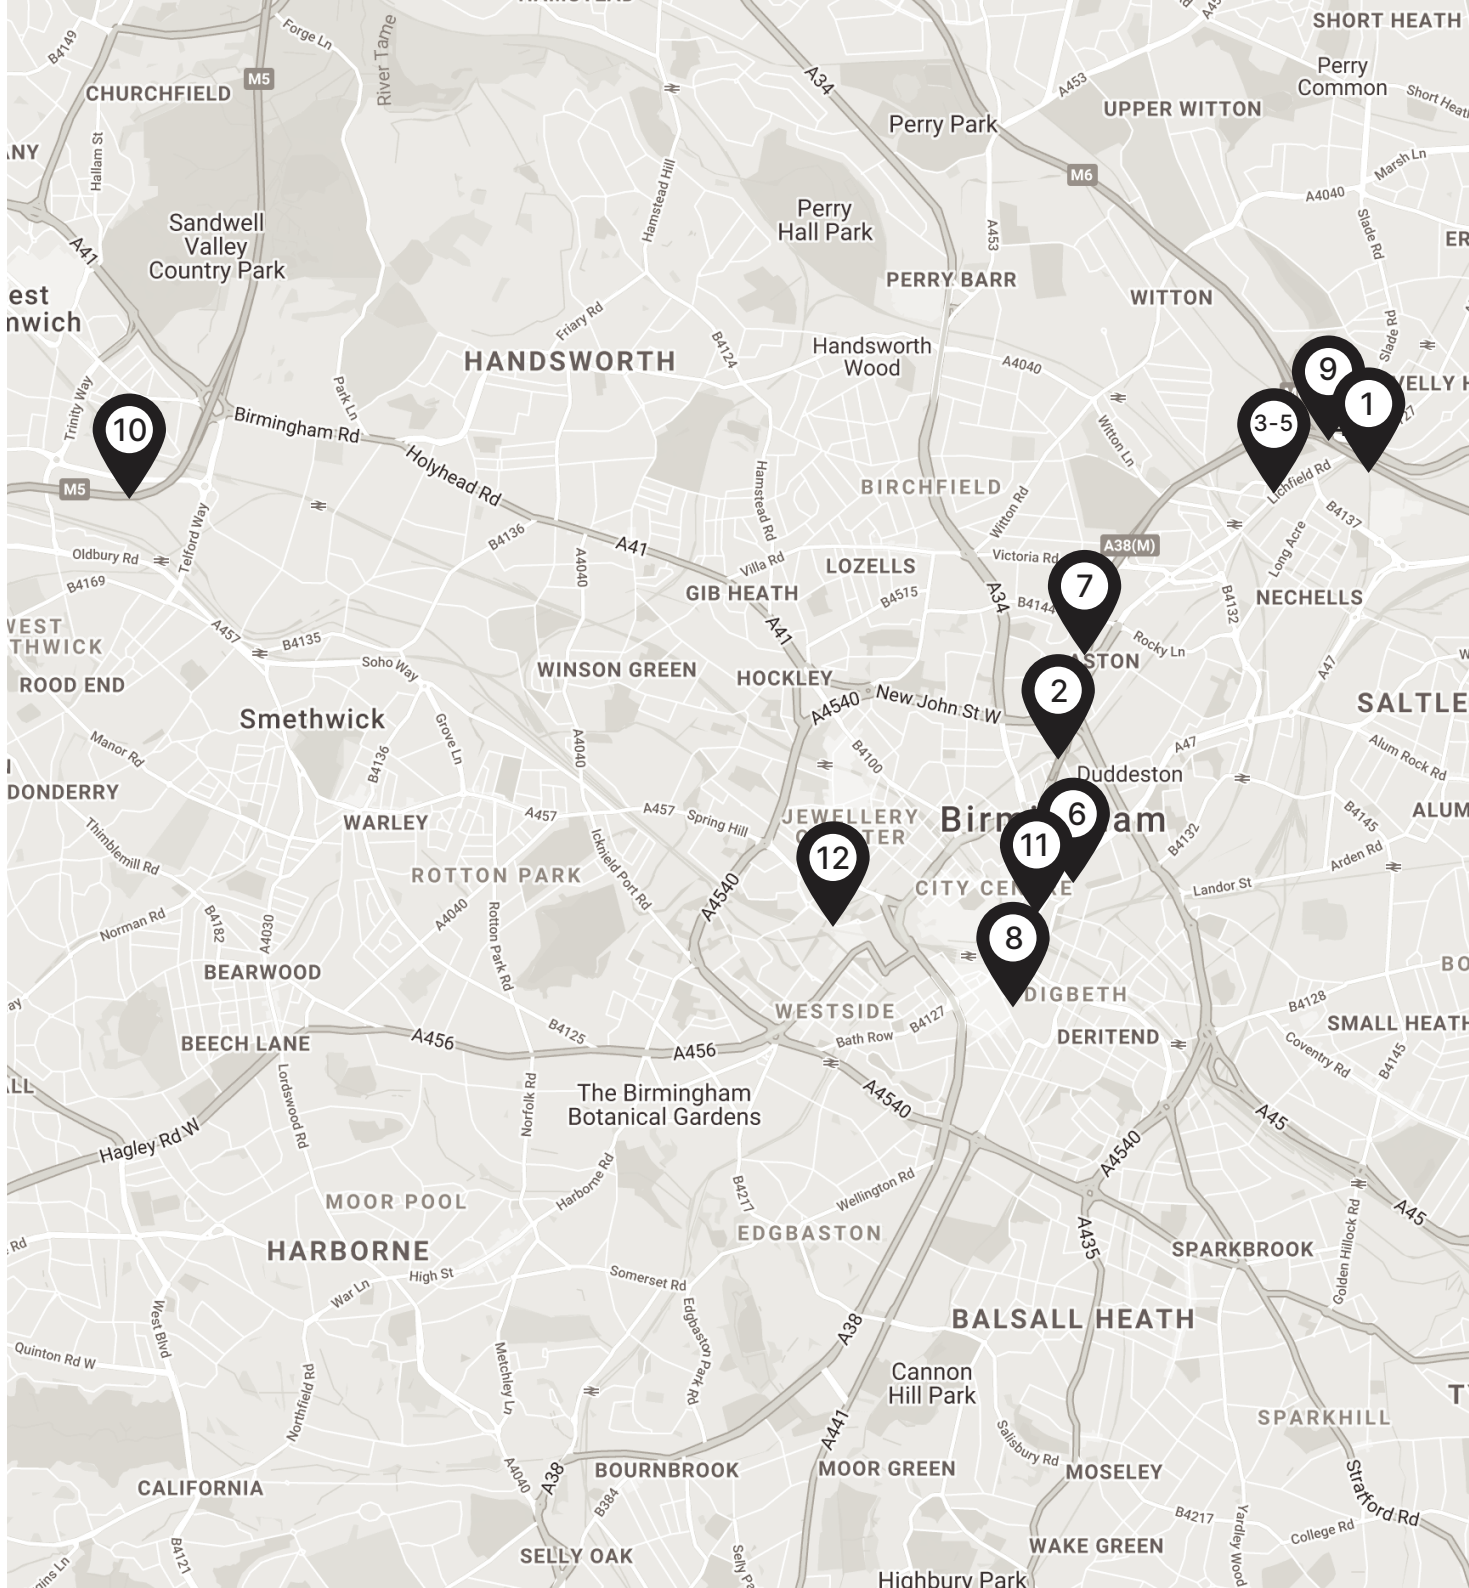 SHORT HEATH
Forge Ln
B4149
River Tame
M5
A34
A453
Perry
Common
CHURCHFIELD
Short Heath
UPPER WITTON
Perry Park
Hallam St
Marsh Ln
M6
A4040
Hamstead Hill
Sandwell
Valley
Country Park
Perry
Hall Park
A453
Slade Rd
A41
PERRY BARR
WITTON
Friary Rd
B4124
Handsworth
Wood
HANDSWORTH
A4040
Slade Rd
9
1
3-5
Trinity Way
Park Ln
10
Birmingham Rd
Witton Ln
Holyhead Rd
M5
Hamstead Rd
BIRCHFIELD
Lichfield Rd
Witton Rd
B4137
Telford Way
B4136
A41
A38(M)
Long Acre
Oldbury Rd
A4040
Villa Rd
LOZELLS
Victoria Rd
B4169
GIB HEATH
B4515
A34
B4144
7
B4132
NECHELLS
A457
B4135
A41
Rocky Ln
Soho Way
WINSON GREEN
HOCKLEY
ASTON
A47
ROOD END
2
Smethwick
A4540
New John St W
SALTLE
Manor Rd
Grove Ln
B4136
A4040
B4100
A47
Alum Rock Rd
Duddeston
DONDERRY
WARLEY
A457
A457
Spring Hill
JEWELLERY
6
B4145
ALUM
Thimblemill Rd
Icknield Port Rd
12
11
B4132
Arden Rd
ROTTON PARK
A4540
CITY CENTRE
Landor St
Norman Rd
B4182
A4030
A4040
Rotton Park Rd
8
BEARWOOD
DIGBETH
WESTSIDE
B4127
B4128
SMALL HEATH
BEECH LANE
A456
B4125
A456
Bath Row
DERITEND
Coventry Rd
B4145
Lordswood Rd
Norfolk Rd
The Birmingham
Botanical Gardens
A4540
A45
Hagley Rd W
A4540
Harborne Rd
B4217
Wellington Rd
MOOR POOL
A45
EDGBASTON
A435
HARBORNE
SPARKBROOK
Golden Hillock Rd
High St
War Ln
Somerset Rd
West Blvd
Edgbaston Park Rd
A38
BALSALL HEATH
Quinton Rd W
Metchley Ln
Cannon
Hill Park
Northfield Rd
A441
SPARKHILL
Salisbury Rd
A4040
A38
BOURNBROOK
MOOR GREEN
MOSELEY
CALIFORNIA
B384
Stratford Rd
B4217
B4121
Yardley Wood
College Rd
SELLY OAK
WAKE GREEN
Highbury Park